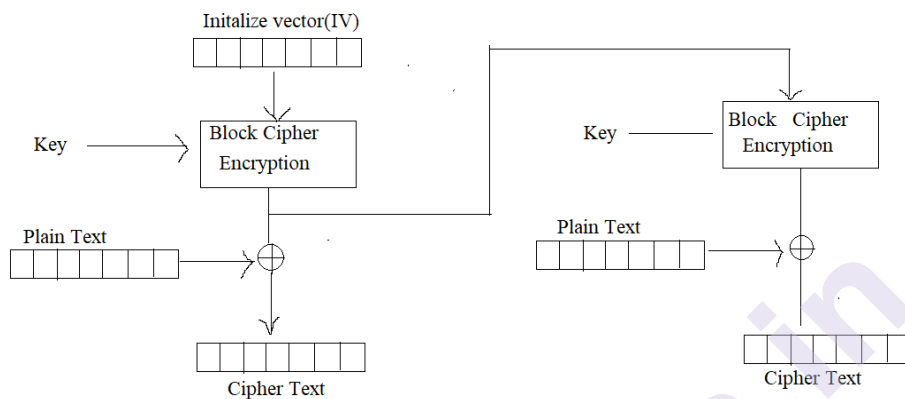 Initalize vector(IV)
Key
Block Cipher
Encryption
Plain Text
Cipher Text
Key
Block Cipher
Encryption
Plain Text
Cipher Text
in